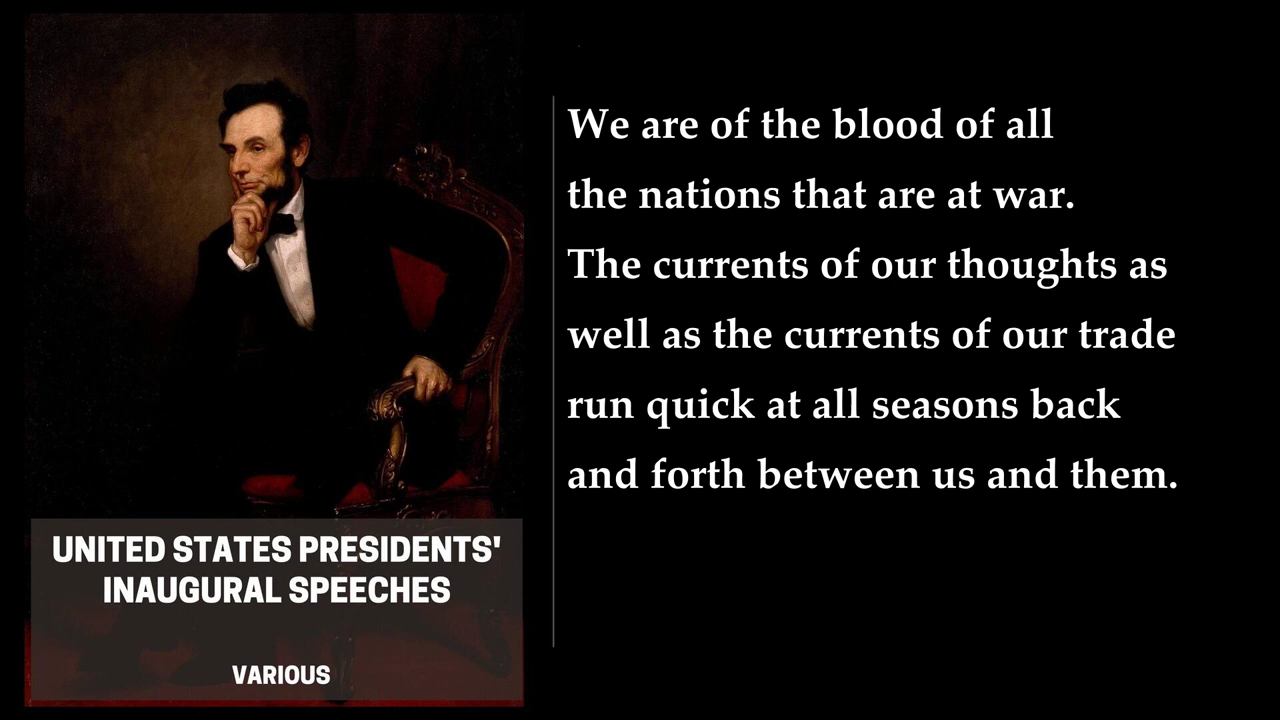 We are of the blood of all
the nations that are at war.
The currents of our thoughts as
well as the currents of our trade
run quick at all seasons back
and forth between us and them.
UNITED STATES PRESIDENTS'
INAUGURAL SPEECHES
VARIOUS